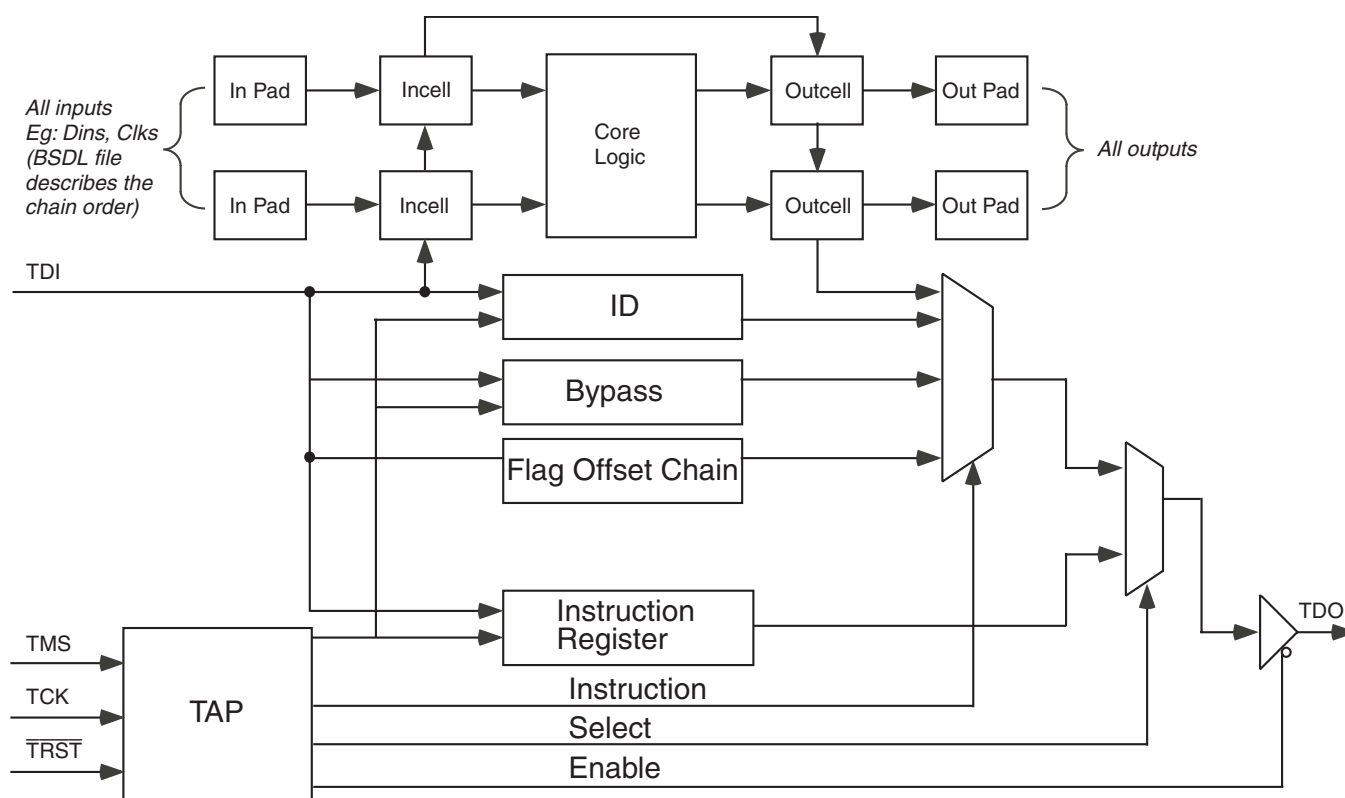 All inputs
Eg: Dins, Clks
(BSDL file
describes the
chain order)
In Pad
Incell
Core
Logic
Outcell
Out Pad
In Pad
Incell
Outcell
Out Pad
All outputs
TDI
ID
Bypass
Flag Offset Chain
Instruction
Register
TMS
TCK
TRST
TAP
Instruction
Select
Enable
TDO